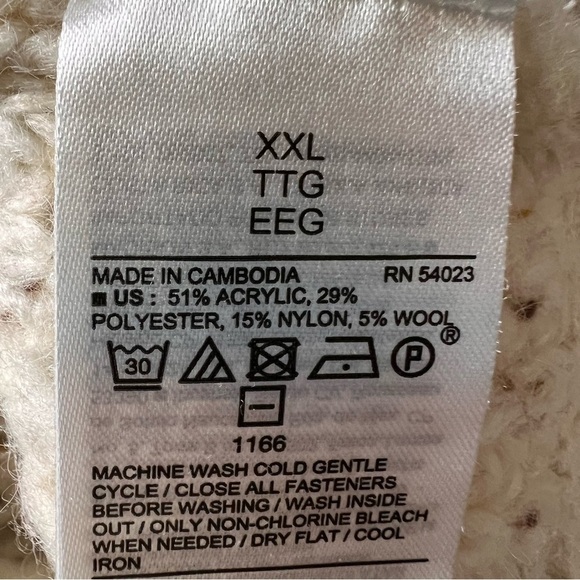 XXL
TTG
EEG
MADE IN CAMBODIA RN 54023
US : 51% ACRYLIC, 29%
POLYESTER, 15% NYLON, 5% WOOL
30 P ®
1166
MACHINE WASH COLD GENTLE
CYCLE / CLOSE ALL FASTENERS
BEFORE WASHING / WASH INSIDE
OUT / ONLY NON-CHLORINE BLEACH
WHEN NEEDED / DRY FLAT / COOL
IRON